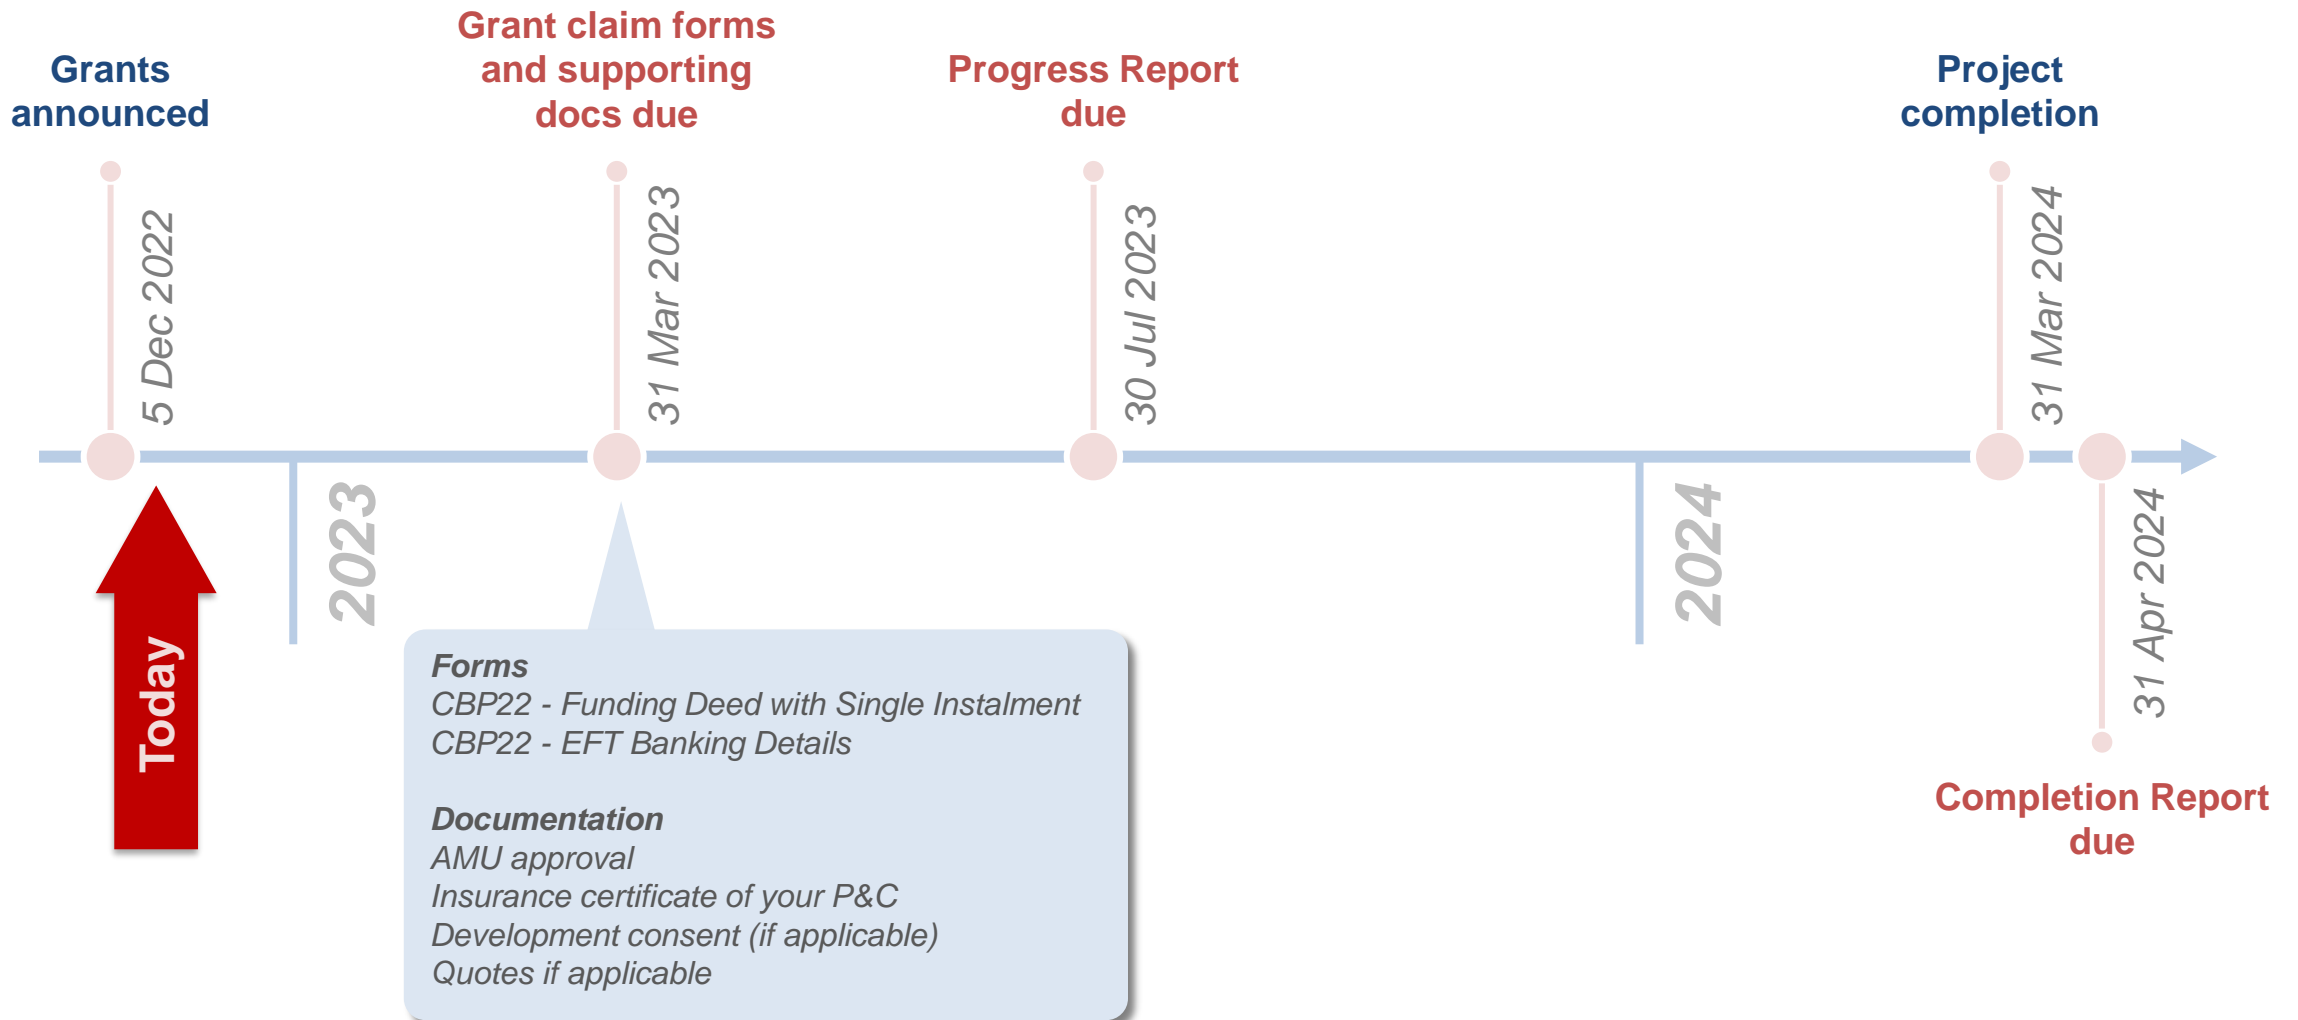 Grants
announced
Grant claim forms
and supporting
docs due
Progress Report
due
Project
completion
5 Dec 2022
31 Mar 2023
30 Jul 2023
31 Mar 2024
2023
2024
31 Apr 2024
Today
Forms
CBP22 - Funding Deed with Single Instalment
CBP22 - EFT Banking Details
Documentation
AMU approval
Insurance certificate of your P&C
Development consent (if applicable)
Quotes if applicable
Completion Report
due